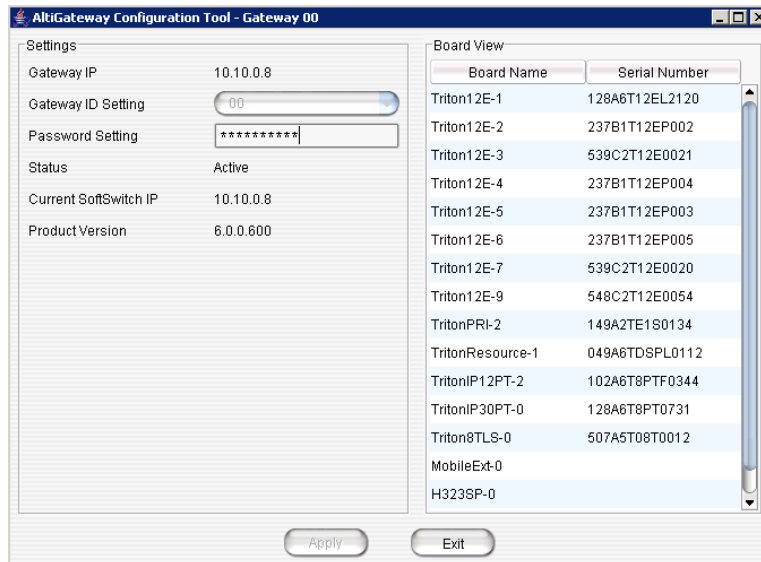 AltiGateway Configuration Tool - Gateway 00
Settings
Gateway IP 10.10.0.8
Gateway ID Setting 00
Password Setting **********
Status Active
Current SoftSwitch IP 10.10.0.8
Product Version 6.0.0.600
Board View
Board Name Serial Number
Triton12E-1 128A6T12EL2120
Triton12E-2 237B1T12EP002
Triton12E-3 539C2T12E0021
Triton12E-4 237B1T12EP004
Triton12E-5 237B1T12EP003
Triton12E-6 237B1T12EP005
Triton12E-7 539C2T12E0020
Triton12E-9 548C2T12E0054
TritonPRI-2 149A2TE1S0134
TritonResource-1 049A6TDSPL0112
TritonIP12PT-2 102A6T8PTF0344
TritonIP30PT-0 128A6T8PT0731
Triton8TLS-0 507A5T08T0012
MobileExt-0
H323SP-0
Apply Exit